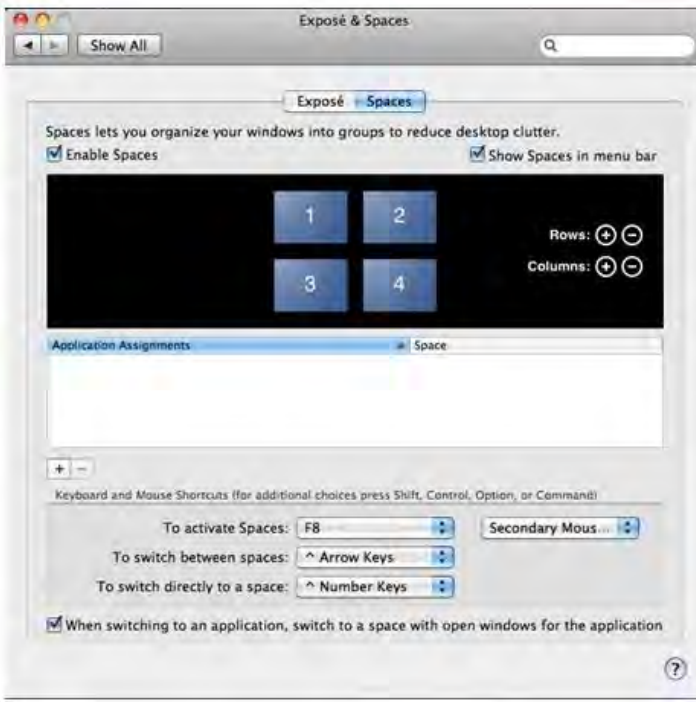 Exposé & Spaces
Show All
Exposé Spaces
Spaces lets you organize your windows into groups to reduce desktop clutter.
Enable Spaces Show Spaces in menu bar
1 2
Rows: + −
Columns: + −
3 4
Application Assignments Space
+ −
Keyboard and Mouse Shortcuts (for additional choices press Shift, Control, Option, or Command)
To activate Spaces: F8 Secondary Mous...
To switch between spaces: ^ Arrow Keys
To switch directly to a space: ^ Number Keys
When switching to an application, switch to a space with open windows for the application
?